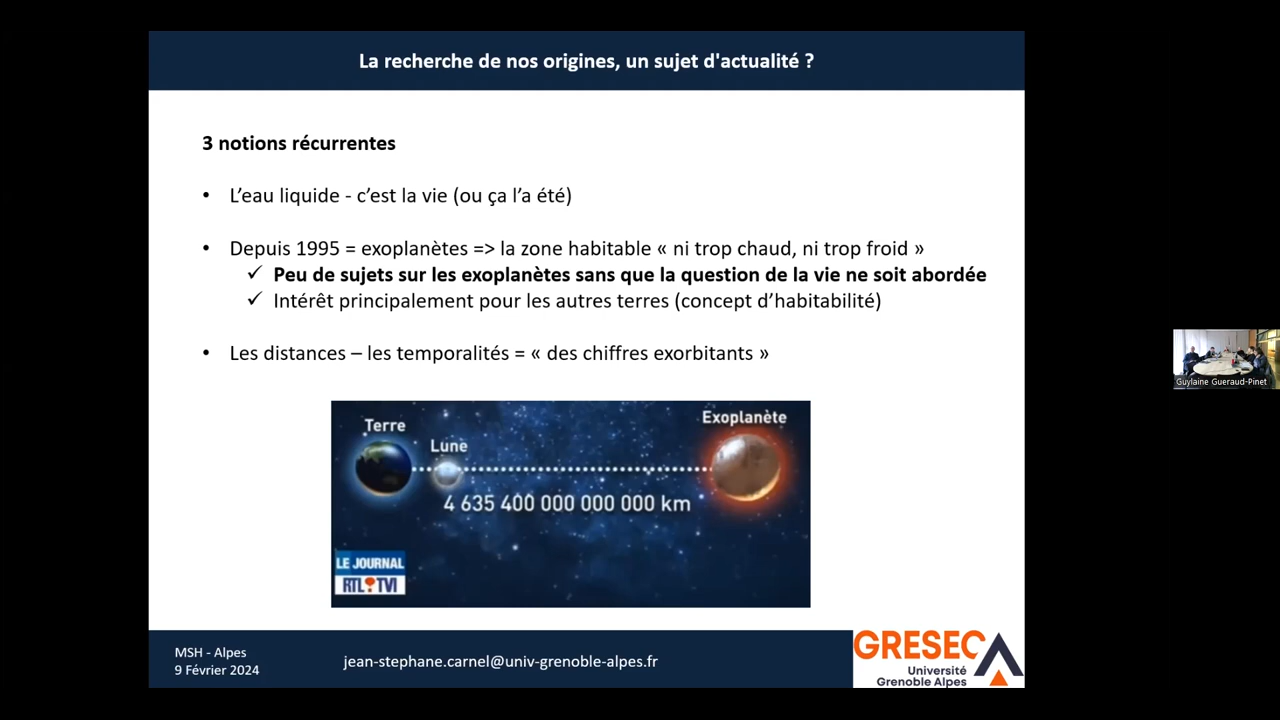 La recherche de nos origines, un sujet d'actualité ?
3 notions récurrentes
• L’eau liquide - c’est la vie (ou ça l’a été)
• Depuis 1995 = exoplanètes => la zone habitable « ni trop chaud, ni trop froid »
✓ Peu de sujets sur les exoplanètes sans que la question de la vie ne soit abordée
✓ Intérêt principalement pour les autres terres (concept d’habitabilité)
• Les distances – les temporalités = « des chiffres exorbitants »
Terre
Lune
Exoplanète
4 635 400 000 000 000 km
LE JOURNAL
RTL TVI
MSH - Alpes
9 Février 2024
jean-stephane.carnel@univ-grenoble-alpes.fr
GRESEC
Université
Grenoble Alpes
Guylaine Gueraud-Pinet